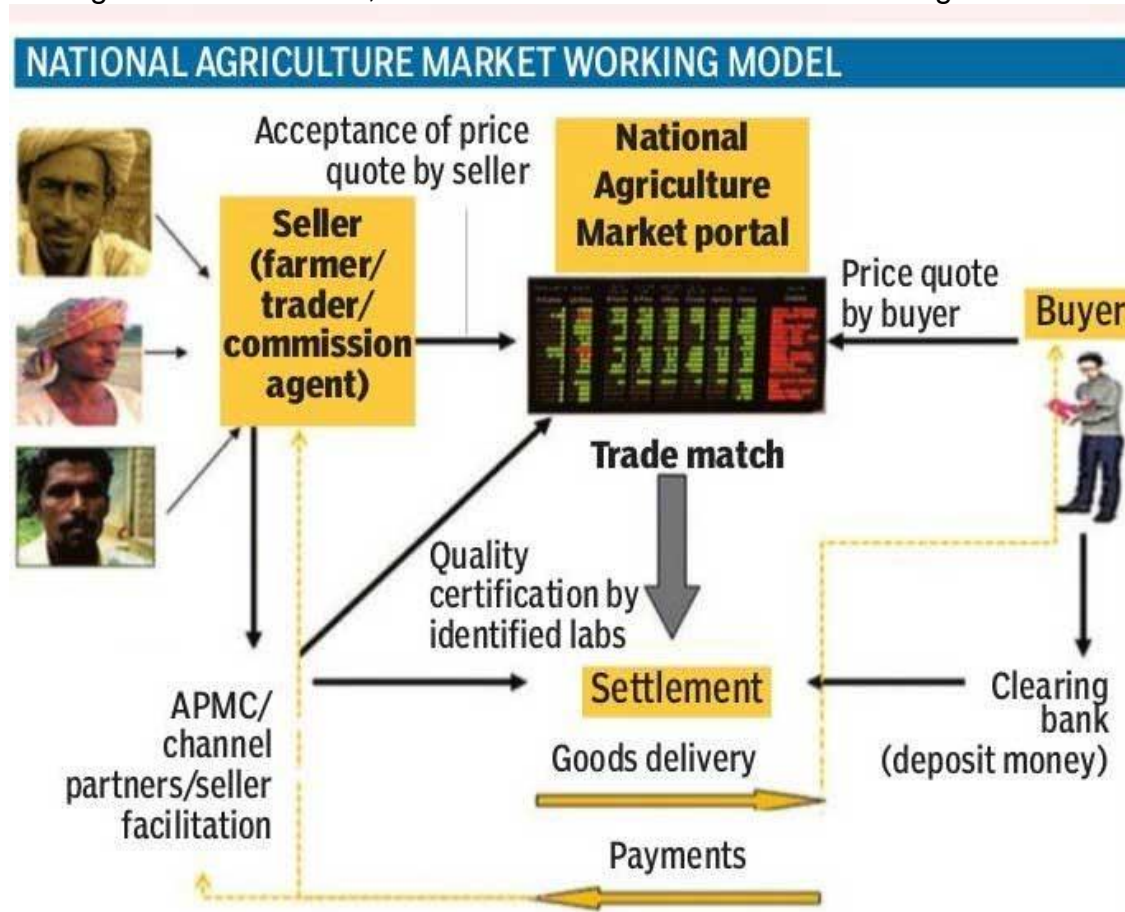 NATIONAL AGRICULTURE MARKET WORKING MODEL
Acceptance of price
quote by seller
National
Agriculture
Market portal
Seller
(farmer/
trader/
commission
agent)
Price quote
by buyer
Buyer
Trade match
Quality
certification by
identified labs
Settlement
APMC/
channel
partners/seller
facilitation
Clearing
bank
(deposit money)
Goods delivery
Payments